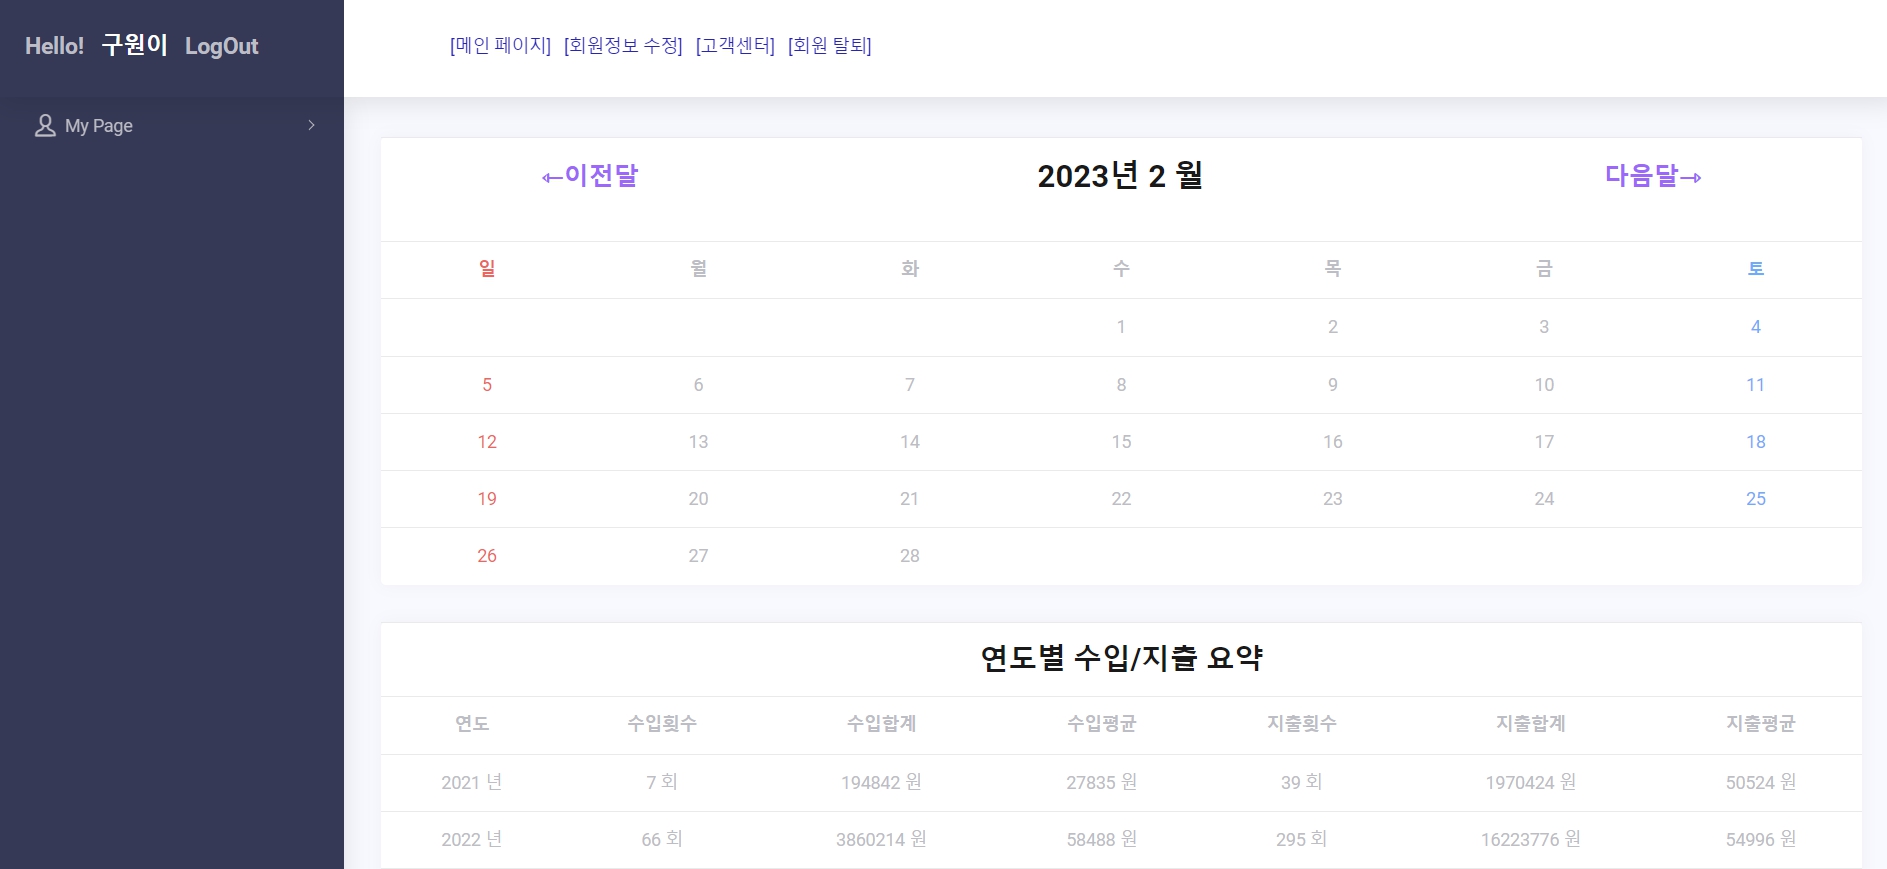 Hello! 구원이 LogOut
[메인 페이지] [회원정보 수정] [고객센터] [회원 탈퇴]
My Page
←이전달 2023년 2 월 다음달→
일 월 화 수 목 금 토
1 2 3 4
5 6 7 8 9 10 11
12 13 14 15 16 17 18
19 20 21 22 23 24 25
26 27 28
연도별 수입/지출 요약
연도 수입횟수 수입합계 수입평균 지출횟수 지출합계 지출평균
2021 년 7 회 194842 원 27835 원 39 회 1970424 원 50524 원
2022 년 66 회 3860214 원 58488 원 295 회 16223776 원 54996 원